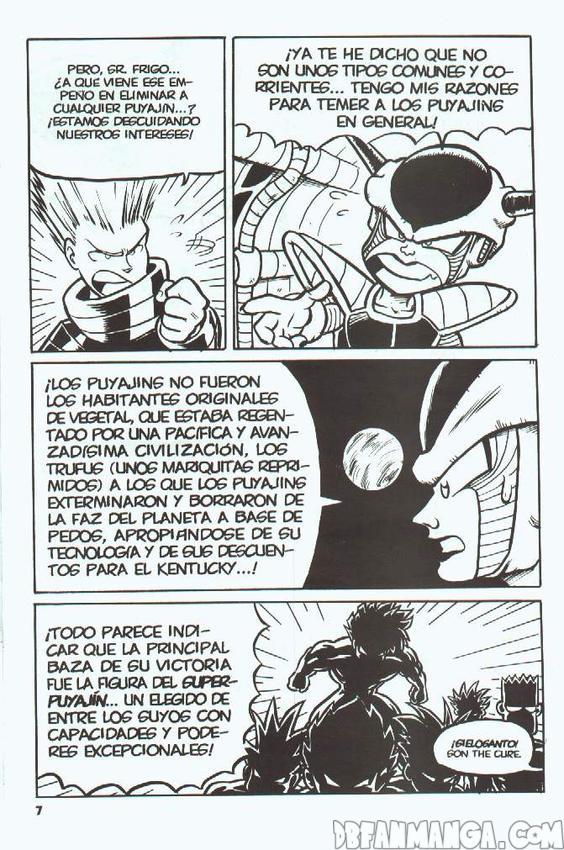 PERO, SR. FRIGO...
¿A QUE VIENE ESE EM-
PEÑO EN ELIMINAR A
CUALQUIER PUYAJÍN...?
¡ESTAMOS DESCUIDANDO
NUESTROS INTERESES!
¡YA TE HE DICHO QUE NO
SON UNOS TIPOS COMUNES Y CO-
RRIENTES... TENGO MIS RAZONES
PARA TEMER A LOS PUYAJINS
EN GENERAL!
¡LOS PUYAJINS NO FUERON
LOS HABITANTES ORIGINALES
DE VEGETAL, QUE ESTABA REGEN-
TADO POR UNA PACÍFICA Y AVAN-
ZADÍSIMA CIVILIZACIÓN, LOS
TRUFUS (UNOS MARIQUITAS REPRI-
MIDOS) A LOS QUE LOS PUYAJINS
EXTERMINARON Y BORRARON DE
LA FAZ DEL PLANETA A BASE DE
PEDOS, APROPIÁNDOSE DE SU
TECNOLOGÍA Y DE SUS DESCUEN-
TOS PARA EL KENTUCKY...!
¡TODO PARECE INDI-
CAR QUE LA PRINCIPAL
BAZA DE SU VICTORIA
FUE LA FIGURA DEL SUPER-
PUYAJÍN... UN ELEGIDO DE
ENTRE LOS SUYOS CON
CAPACIDADES Y PODE-
RES EXCEPCIONALES!
¡SIELOSANTO!
SON THE CURE.
7
DBFANMANGA.COM